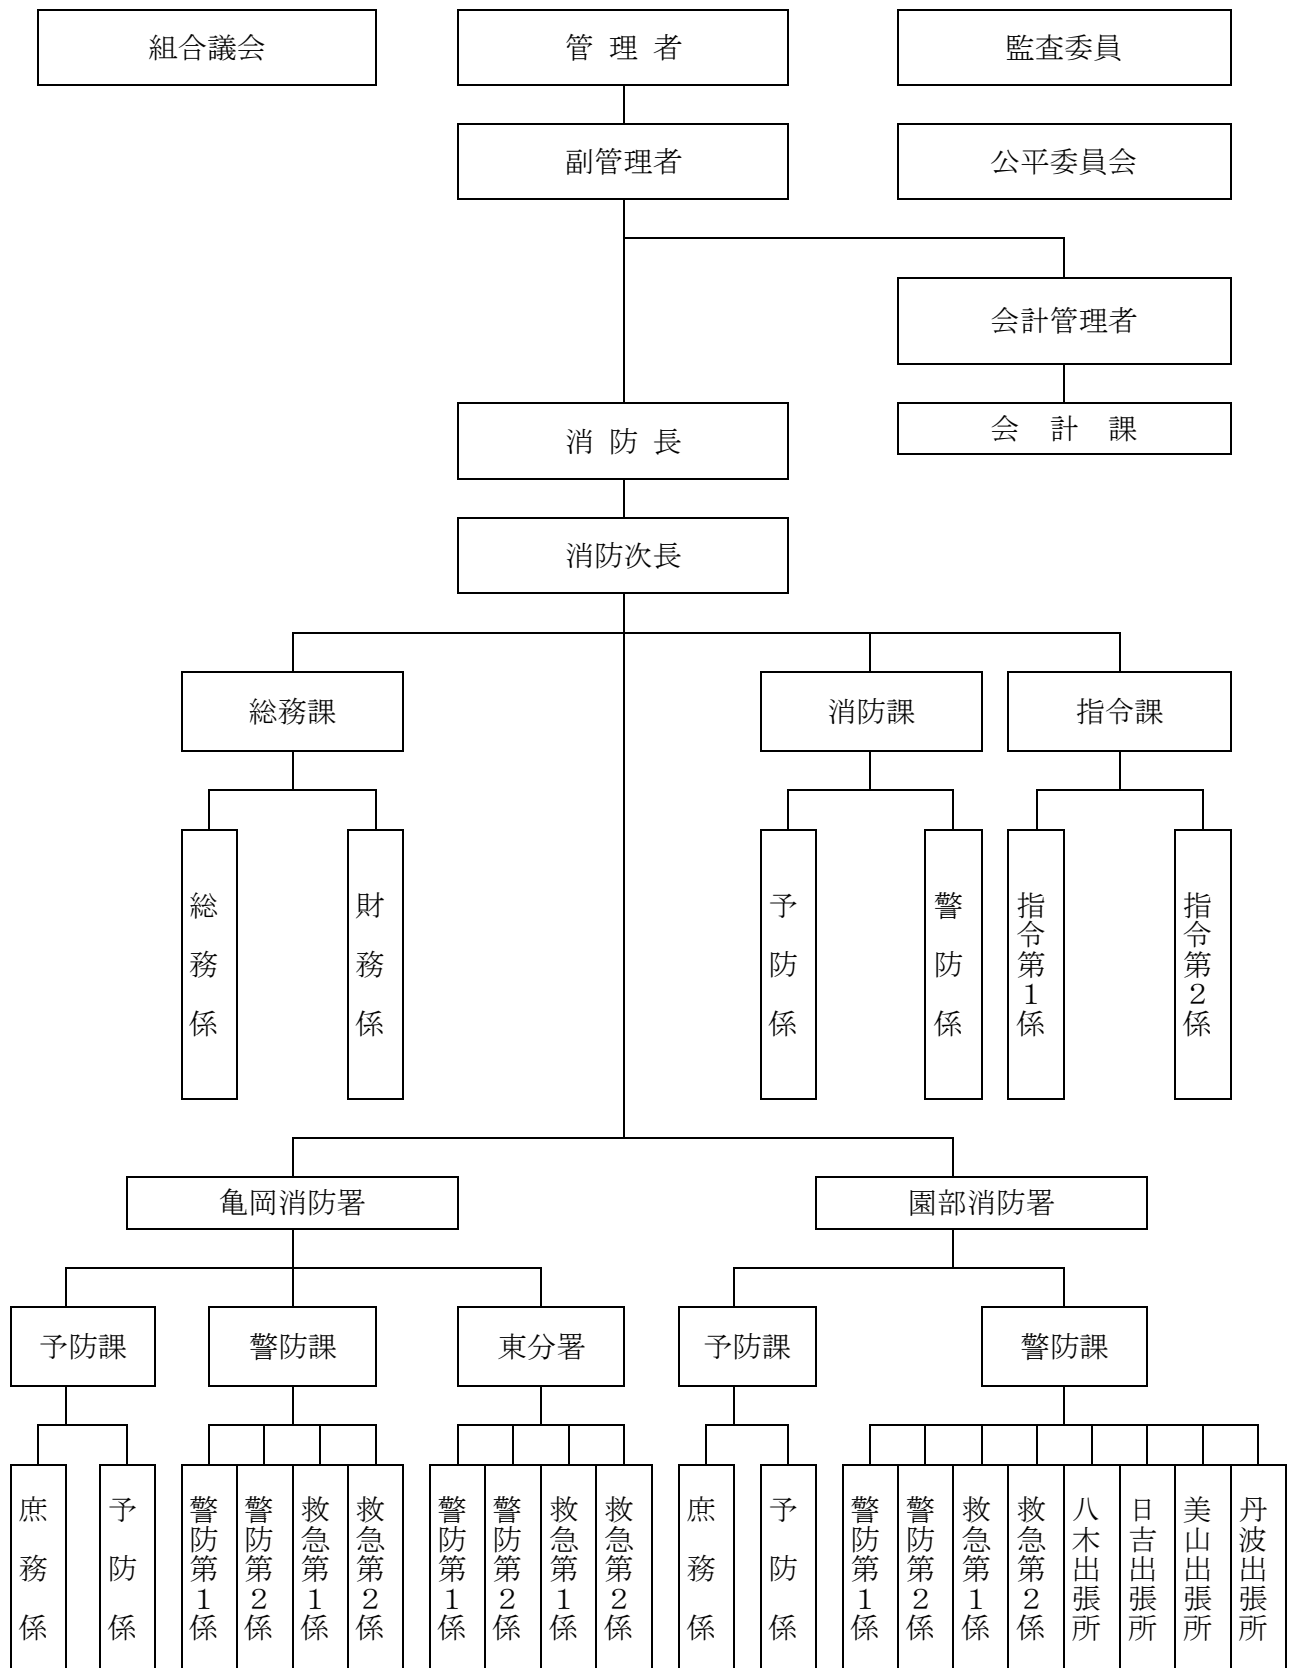 組合議会
管 理 者
監査委員
副管理者
公平委員会
会計管理者
消 防 長
会 計 課
消防次長
総務課
消防課
指令課
総務係
財務係
予防係
警防係
指令第１係
指令第２係
亀岡消防署
園部消防署
予防課
警防課
東分署
予防課
警防課
庶務係
予防係
警防第１係
警防第２係
救急第１係
救急第２係
警防第１係
警防第２係
救急第１係
救急第２係
庶務係
予防係
警防第１係
警防第２係
救急第１係
救急第２係
八木出張所
日吉出張所
美山出張所
丹波出張所